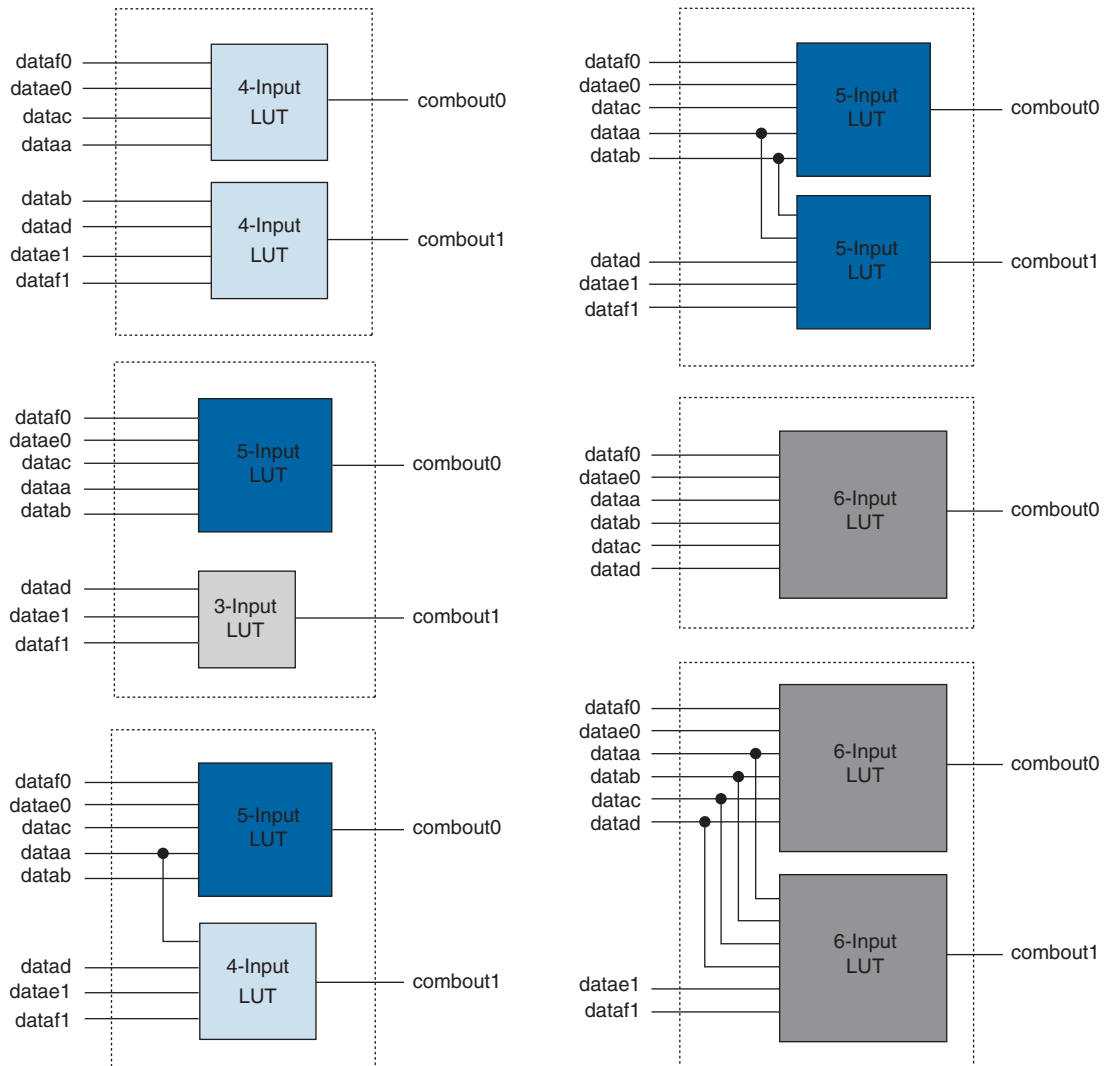 dataf0
datae0
datac
dataa
4-Input
LUT
combout0
datab
datad
datae1
dataf1
4-Input
LUT
combout1
dataf0
datae0
datac
dataa
datab
5-Input
LUT
combout0
datad
datae1
dataf1
3-Input
LUT
combout1
dataf0
datae0
datac
dataa
datab
5-Input
LUT
combout0
datad
datae1
dataf1
4-Input
LUT
combout1
dataf0
datae0
datac
dataa
datab
5-Input
LUT
combout0
datad
datae1
dataf1
5-Input
LUT
combout1
dataf0
datae0
dataa
datab
datac
datad
6-Input
LUT
combout0
dataf0
datae0
dataa
datab
datac
datad
6-Input
LUT
combout0
datae1
dataf1
6-Input
LUT
combout1